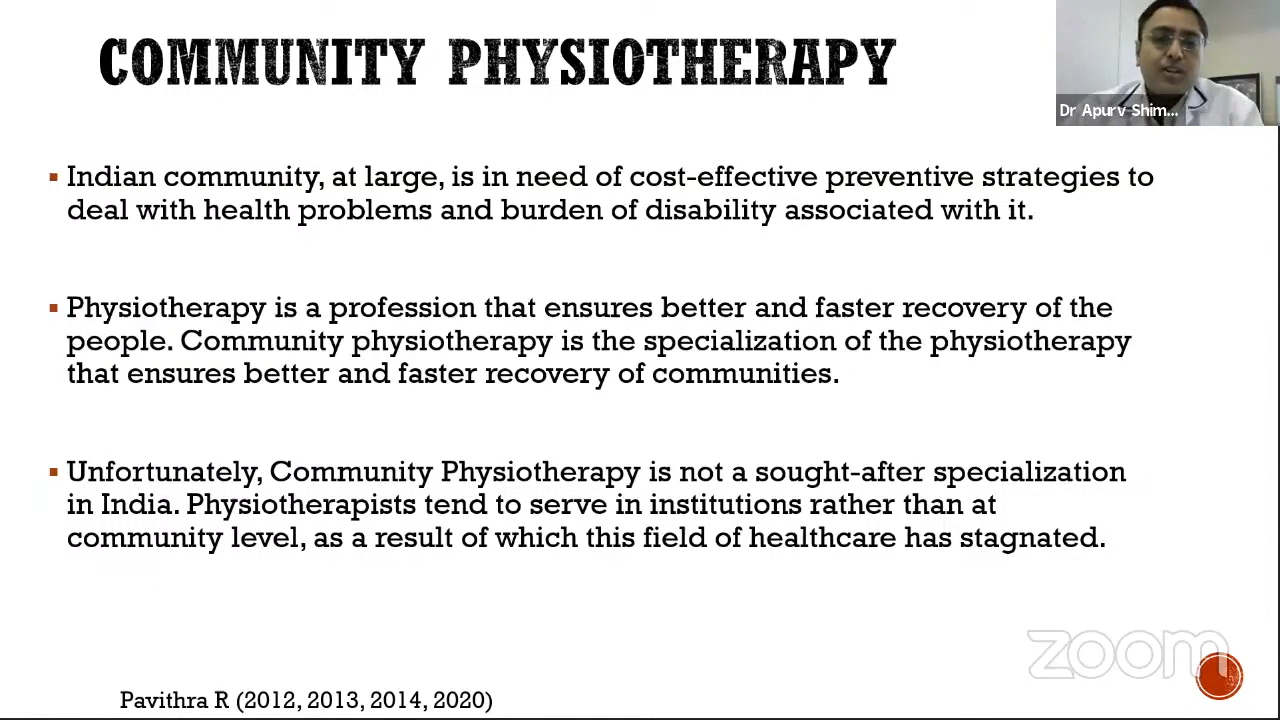 COMMUNITY PHYSIOTHERAPY
Dr Apurv Shim...
▪ Indian community, at large, is in need of cost-effective preventive strategies to
deal with health problems and burden of disability associated with it.
▪ Physiotherapy is a profession that ensures better and faster recovery of the
people. Community physiotherapy is the specialization of the physiotherapy
that ensures better and faster recovery of communities.
▪ Unfortunately, Community Physiotherapy is not a sought-after specialization
in India. Physiotherapists tend to serve in institutions rather than at
community level, as a result of which this field of healthcare has stagnated.
zoom
Pavithra R (2012, 2013, 2014, 2020)